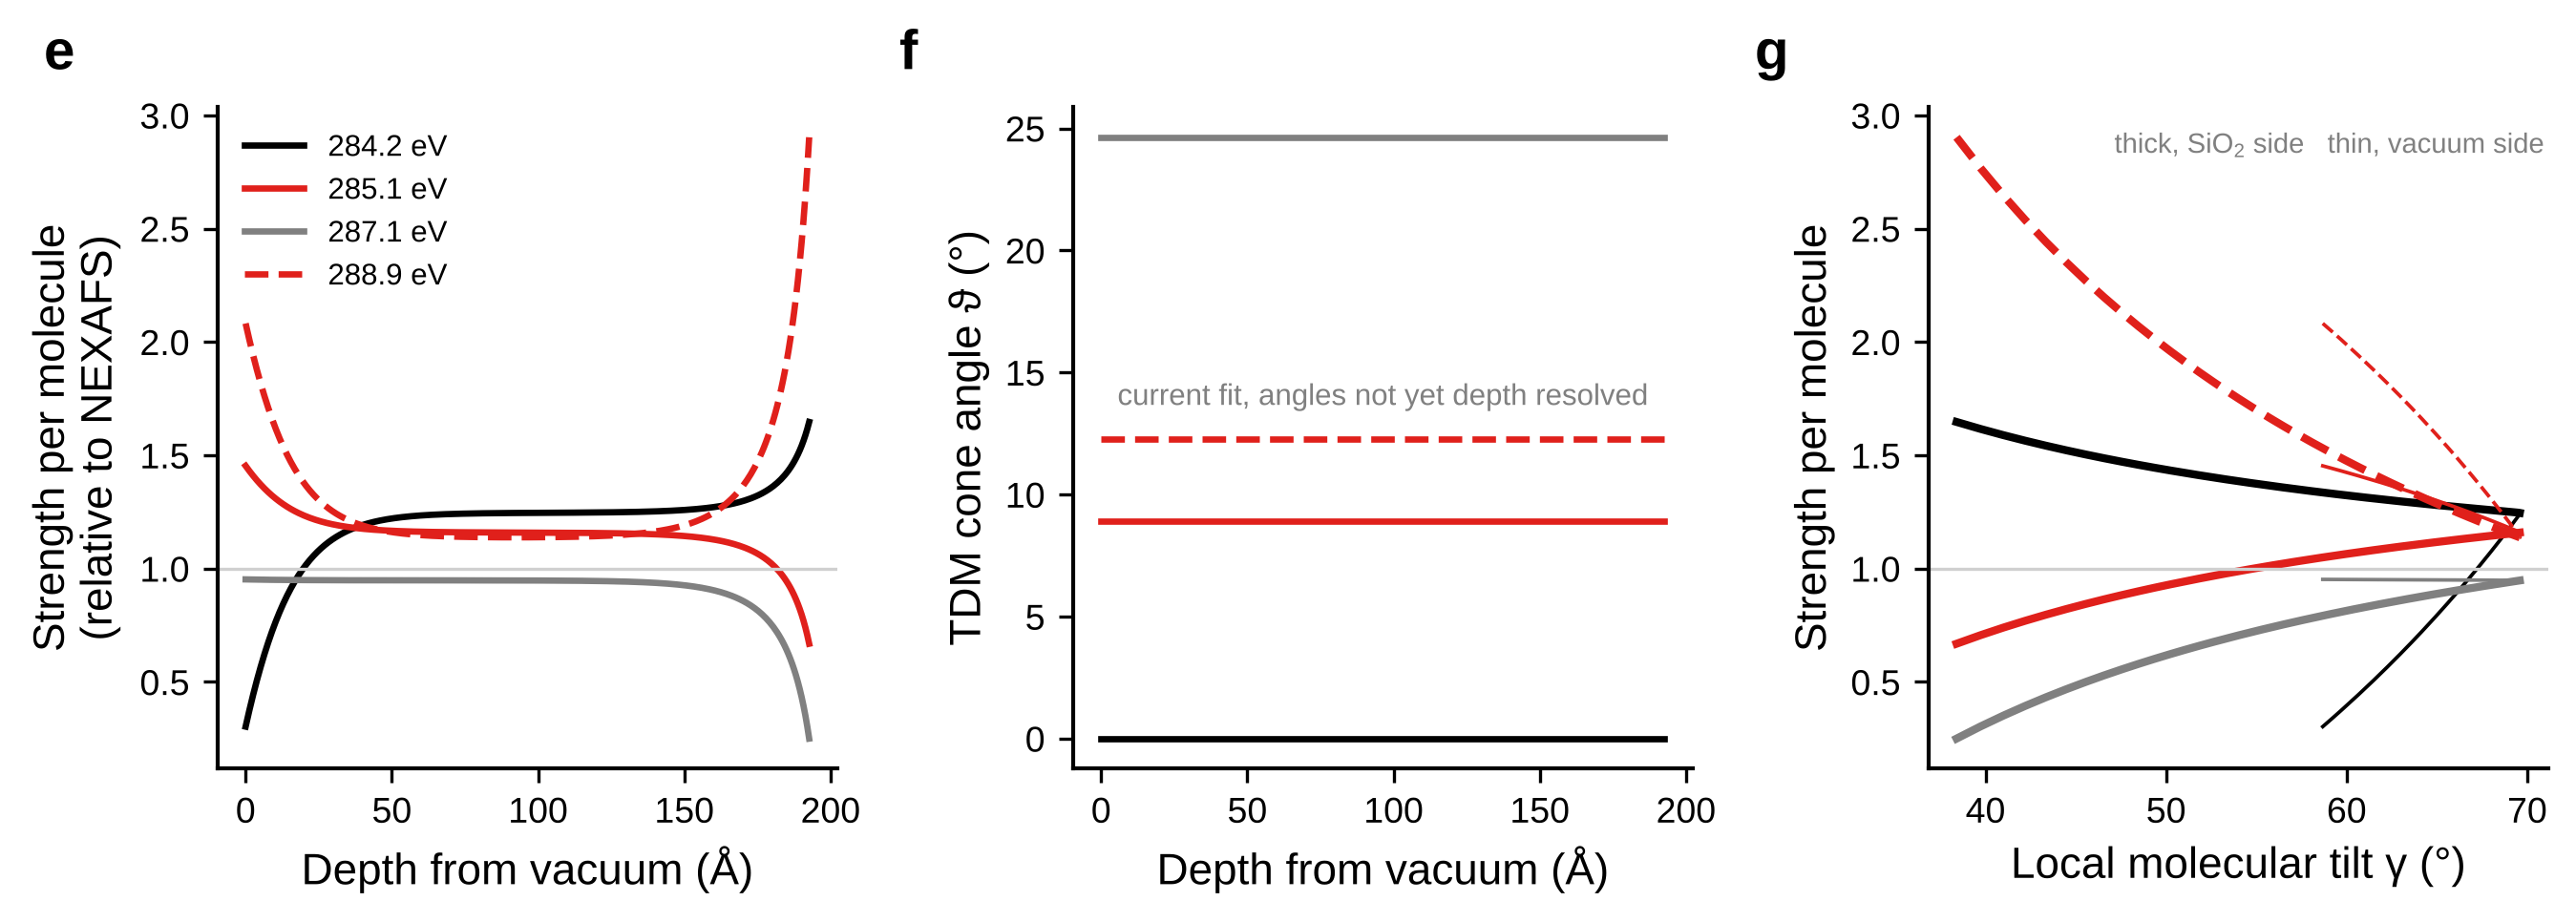 e
3.0
2.5
2.0
1.5
1.0
0.5
0
50
100
150
200
Depth from vacuum (Å)
Strength per molecule
(relative to NEXAFS)
284.2 eV
285.1 eV
287.1 eV
288.9 eV
f
25
20
15
10
5
0
0
50
100
150
200
Depth from vacuum (Å)
TDM cone angle ϑ (°)
current fit, angles not yet depth resolved
g
3.0
2.5
2.0
1.5
1.0
0.5
40
50
60
70
Local molecular tilt γ (°)
Strength per molecule
thick, SiO₂ side
thin, vacuum side